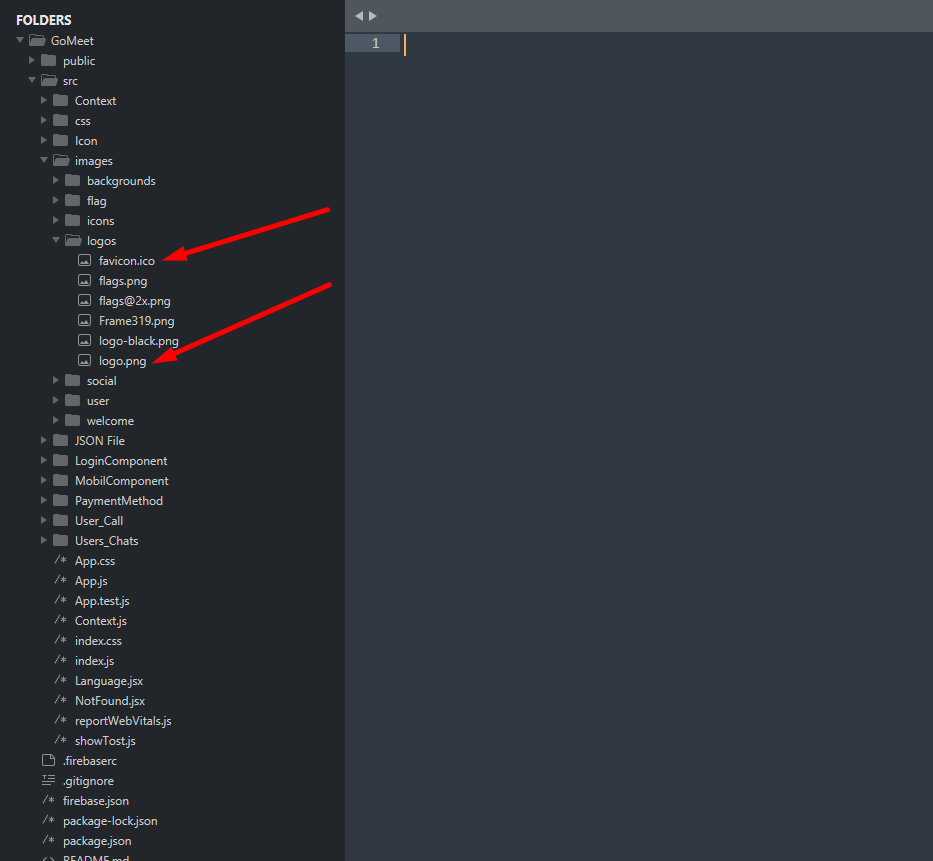 FOLDERS
GoMeet
public
src
Context
css
Icon
images
backgrounds
flag
icons
logos
favicon.ico
flags.png
flags@2x.png
Frame319.png
logo-black.png
logo.png
social
user
welcome
JSON File
LoginComponent
MobilComponent
PaymentMethod
User_Call
Users_Chats
/* App.css
/* App.js
/* App.test.js
/* Context.js
/* index.css
/* index.js
/* Language.jsx
/* NotFound.jsx
/* reportWebVitals.js
/* showTost.js
.firebaserc
.gitignore
/* firebase.json
/* package-lock.json
/* package.json
<> README.md
1